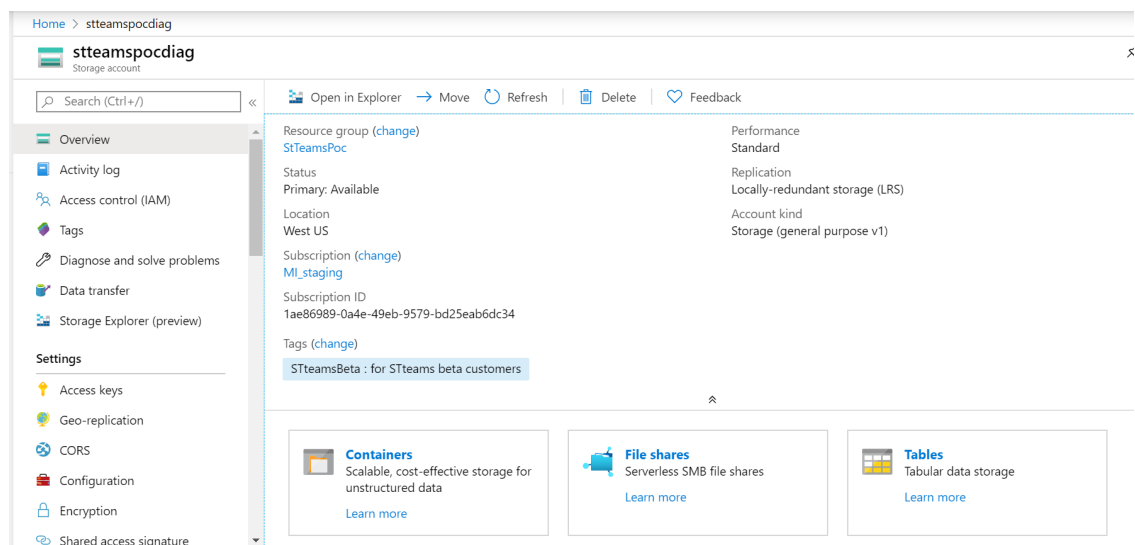 Home > stteamspocdiag
stteamspocdiag
Storage account
Search (Ctrl+/)
«
Overview
Activity log
Access control (IAM)
Tags
Diagnose and solve problems
Data transfer
Storage Explorer (preview)
Settings
Access keys
Geo-replication
CORS
Configuration
Encryption
Shared access signature
Open in Explorer Move Refresh Delete Feedback
Resource group (change)
StTeamsPoc
Status
Primary: Available
Location
West US
Subscription (change)
MI_staging
Subscription ID
1ae86989-0a4e-49eb-9579-bd25eab6dc34
Tags (change)
STteamsBeta : for STteams beta customers
Performance
Standard
Replication
Locally-redundant storage (LRS)
Account kind
Storage (general purpose v1)
Containers
Scalable, cost-effective storage for
unstructured data
Learn more
File shares
Serverless SMB file shares
Learn more
Tables
Tabular data storage
Learn more